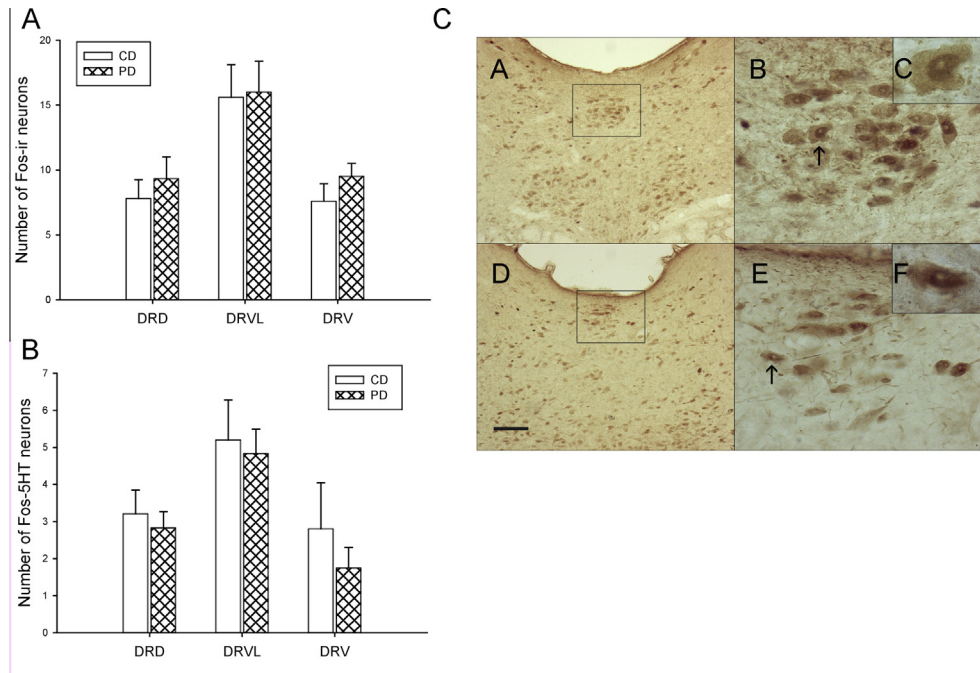 A
Number of Fos-ir neurons
20
15
10
5
0
CD
PD
DRD
DRVL
DRV
B
Number of Fos-5HT neurons
7
6
5
4
3
2
1
0
CD
PD
DRD
DRVL
DRV
C
A
B
C
D
E
F